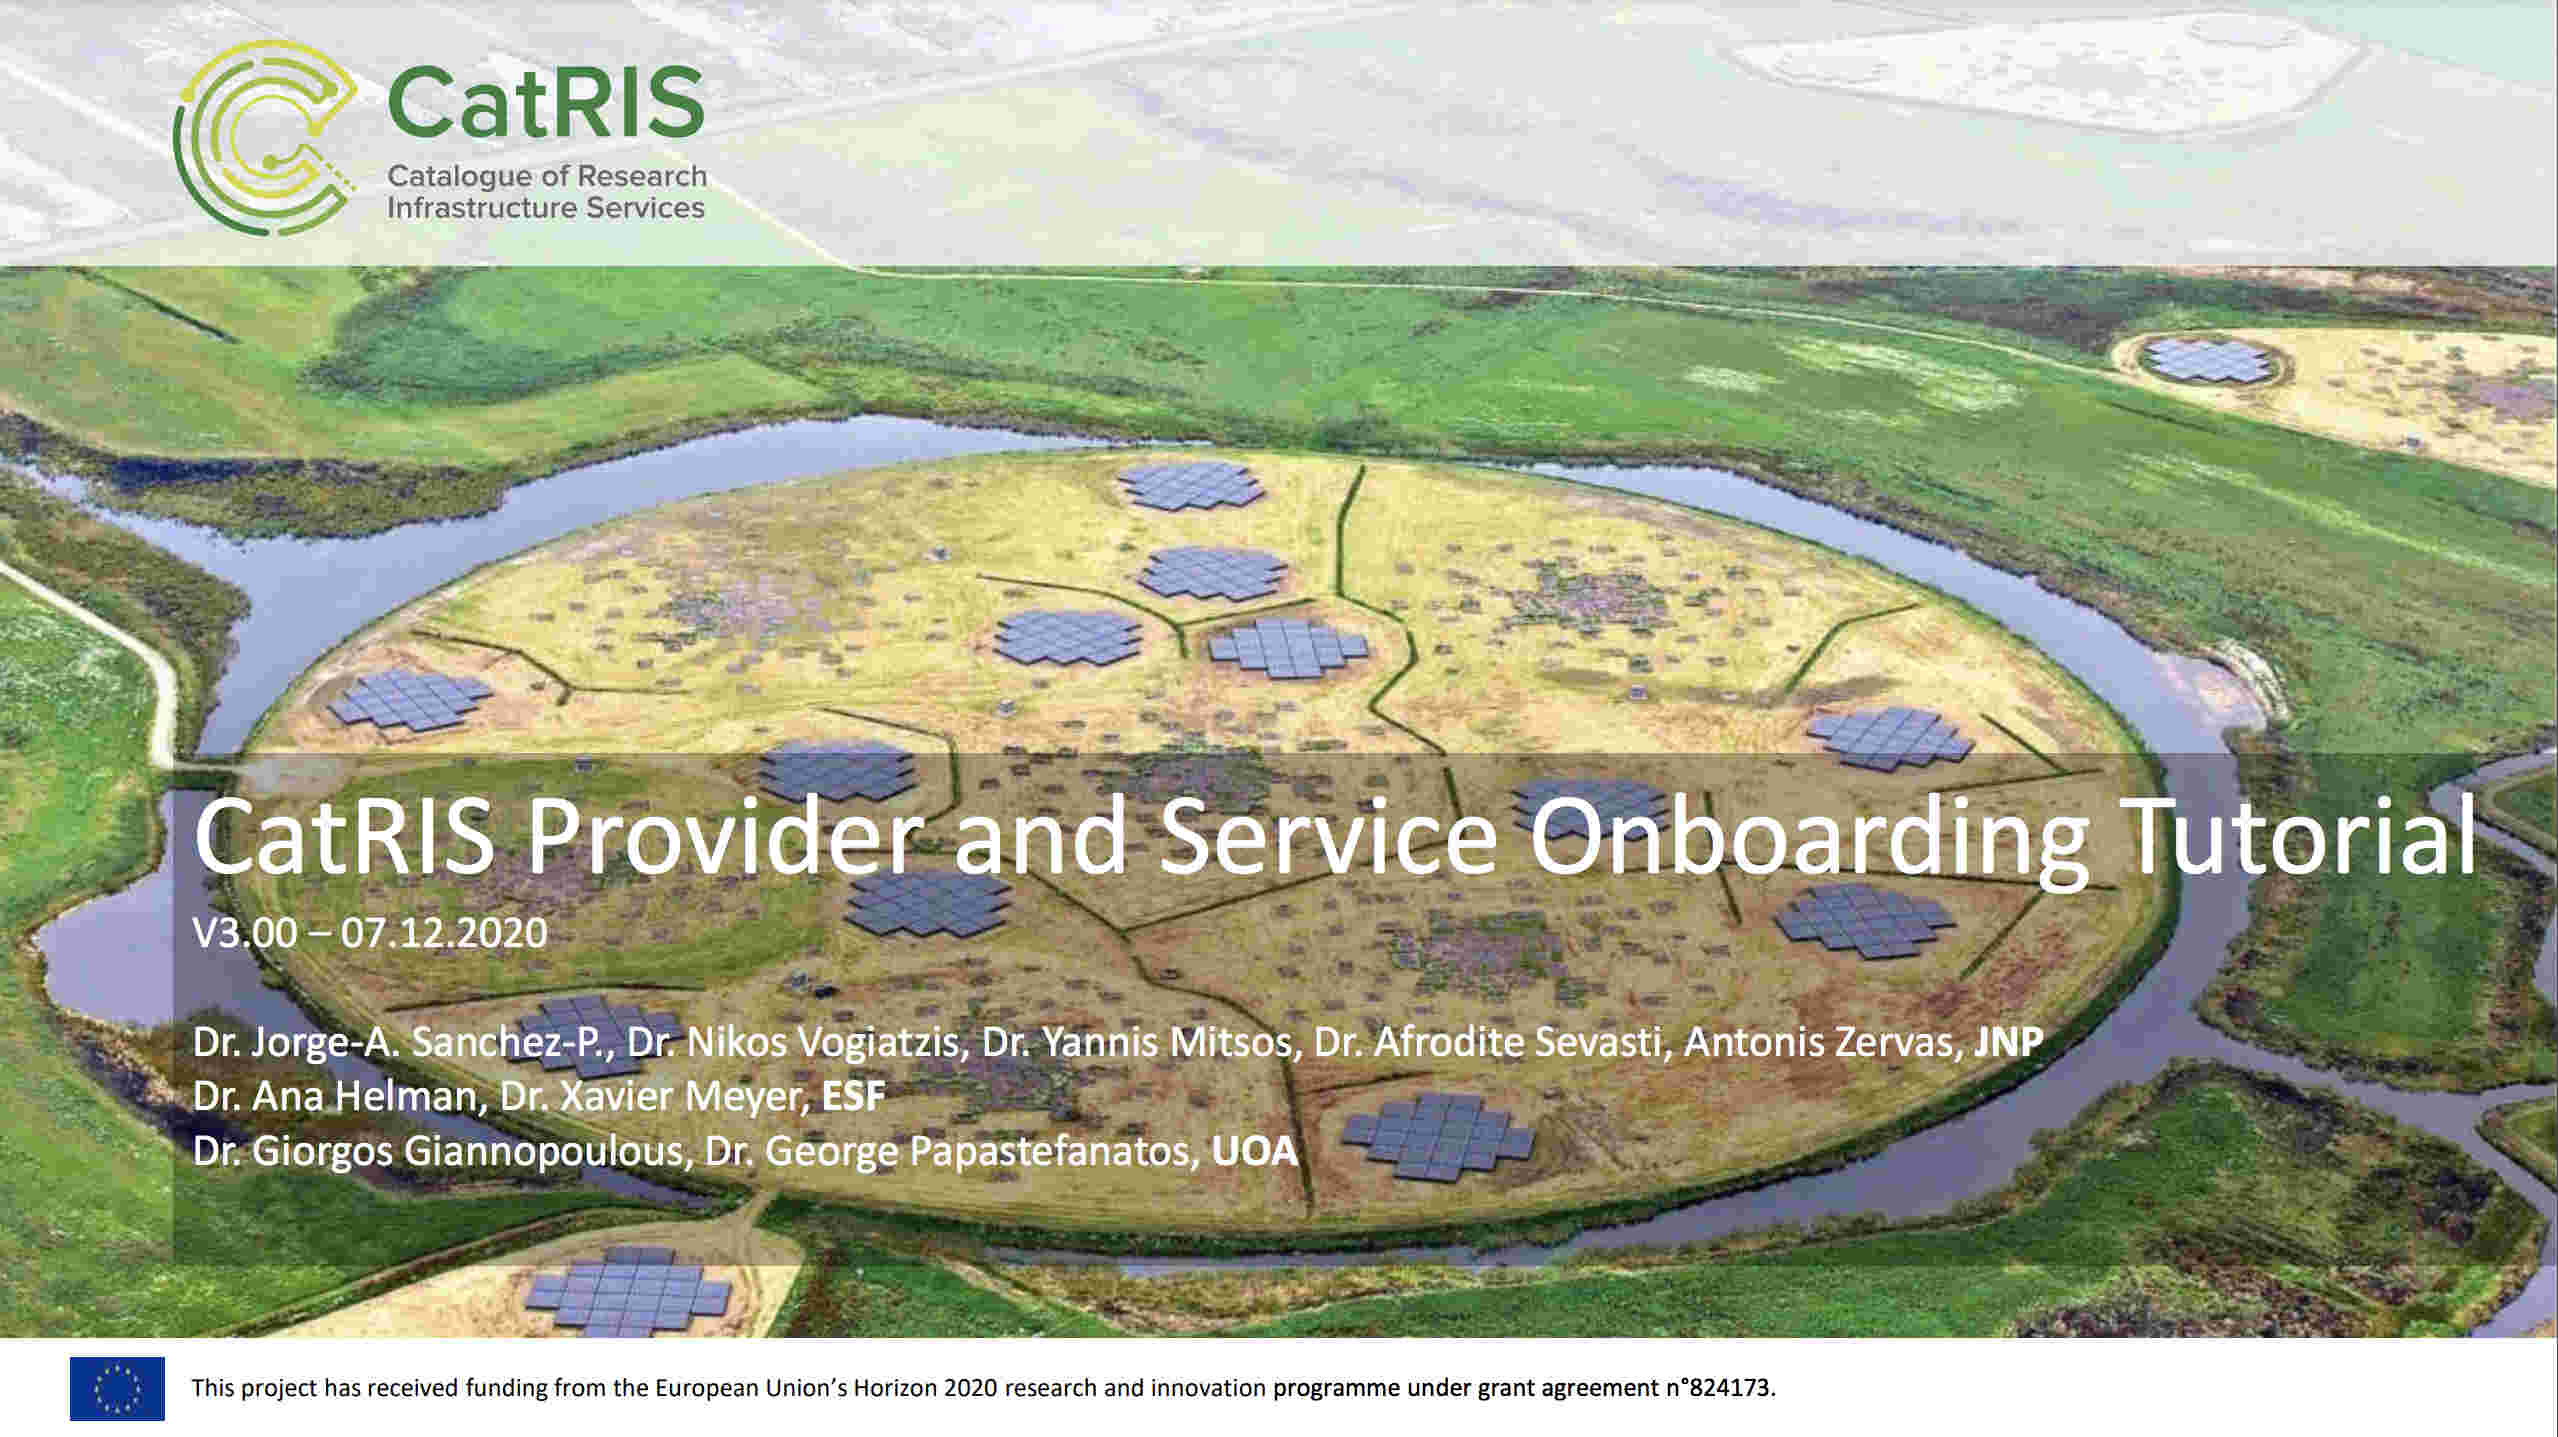 CatRIS
Catalogue of Research
Infrastructure Services
CatRIS Provider and Service Onboarding Tutorial
V3.00 – 07.12.2020
Dr. Jorge-A. Sanchez-P., Dr. Nikos Vogiatzis, Dr. Yannis Mitsos, Dr. Afrodite Sevasti, Antonis Zervas, JNP
Dr. Ana Helman, Dr. Xavier Meyer, ESF
Dr. Giorgos Giannopoulous, Dr. George Papastefanatos, UOA
This project has received funding from the European Union’s Horizon 2020 research and innovation programme under grant agreement n°824173.